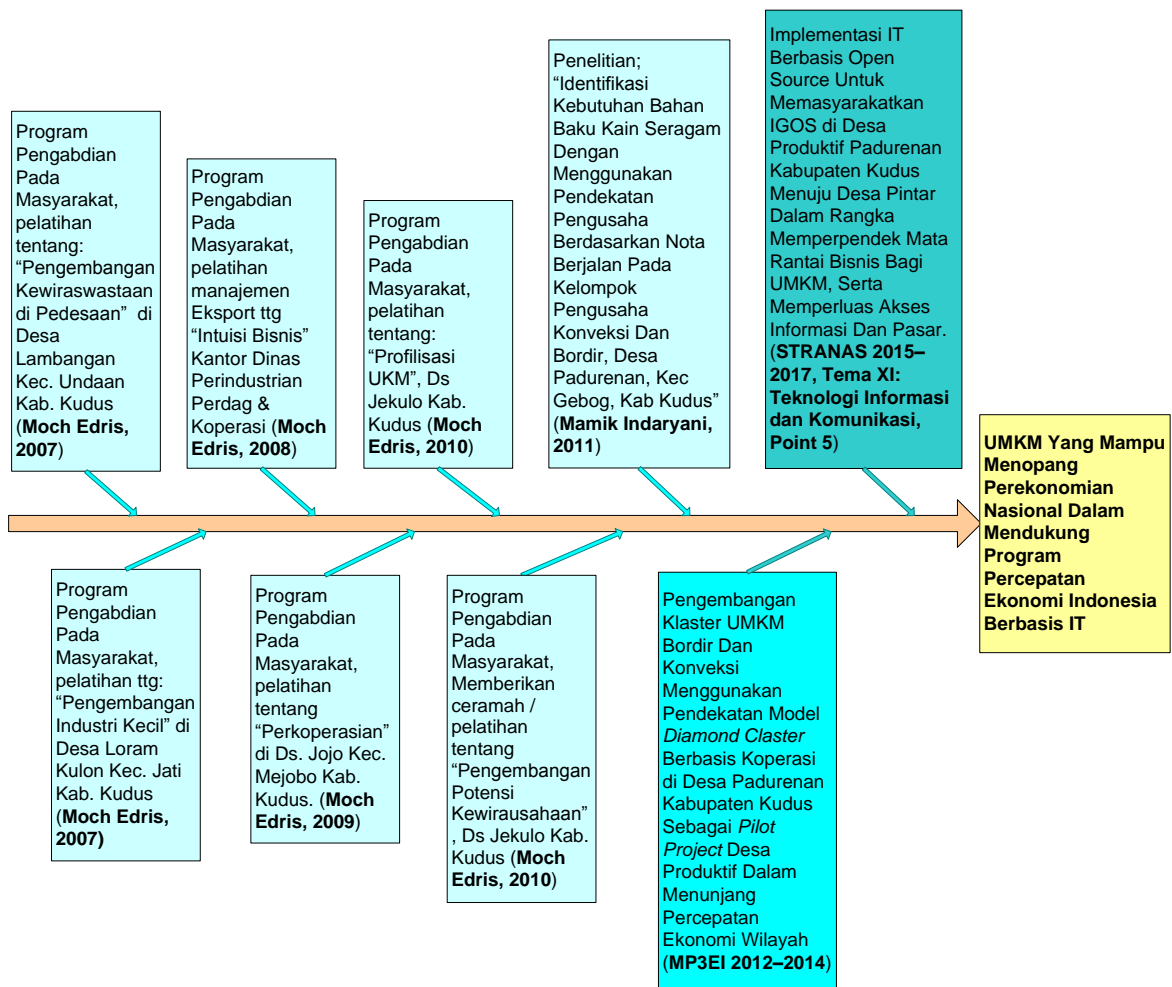 Program
Pengabdian
Pada
Masyarakat,
pelatihan
tentang:
“Pengembangan
Kewiraswastaan
di Pedesaan” di
Desa
Lambangan
Kec. Undaan
Kab. Kudus
(Moch Edris,
2007)
Program
Pengabdian
Pada
Masyarakat,
pelatihan
manajemen
Eksport ttg
“Intuisi Bisnis”
Kantor Dinas
Perindustrian
Perdag &
Koperasi (Moch
Edris, 2008)
Program
Pengabdian
Pada
Masyarakat,
pelatihan
tentang:
“Profilisasi
UKM”, Ds
Jekulo Kab.
Kudus (Moch
Edris, 2010)
Penelitian;
“Identifikasi
Kebutuhan Bahan
Baku Kain Seragam
Dengan
Menggunakan
Pendekatan
Pengusaha
Berdasarkan Nota
Berjalan Pada
Kelompok
Pengusaha
Konveksi Dan
Bordir, Desa
Padurenan, Kec
Gebog, Kab Kudus”
(Mamik Indaryani,
2011)
Implementasi IT
Berbasis Open
Source Untuk
Memasyarakatkan
IGOS di Desa
Produktif Padurenan
Kabupaten Kudus
Menuju Desa Pintar
Dalam Rangka
Memperpendek Mata
Rantai Bisnis Bagi
UMKM, Serta
Memperluas Akses
Informasi Dan Pasar.
(STRANAS 2015–
2017, Tema XI:
Teknologi Informasi
dan Komunikasi,
Point 5)
UMKM Yang Mampu
Menopang
Perekonomian
Nasional Dalam
Mendukung
Program
Percepatan
Ekonomi Indonesia
Berbasis IT
Program
Pengabdian
Pada
Masyarakat,
pelatihan ttg:
“Pengembangan
Industri Kecil” di
Desa Loram
Kulon Kec. Jati
Kab. Kudus
(Moch Edris,
2007)
Program
Pengabdian
Pada
Masyarakat,
pelatihan
tentang
“Perkoperasian”
di Ds. Jojo Kec.
Mejobo Kab.
Kudus. (Moch
Edris, 2009)
Program
Pengabdian
Pada
Masyarakat,
Memberikan
ceramah /
pelatihan
tentang
“Pengembangan
Potensi
Kewirausahaan”
, Ds Jekulo Kab.
Kudus (Moch
Edris, 2010)
Pengembangan
Klaster UMKM
Bordir Dan
Konveksi
Menggunakan
Pendekatan Model
Diamond Claster
Berbasis Koperasi
di Desa Padurenan
Kabupaten Kudus
Sebagai Pilot
Project Desa
Produktif Dalam
Menunjang
Percepatan
Ekonomi Wilayah
(MP3EI 2012–2014)